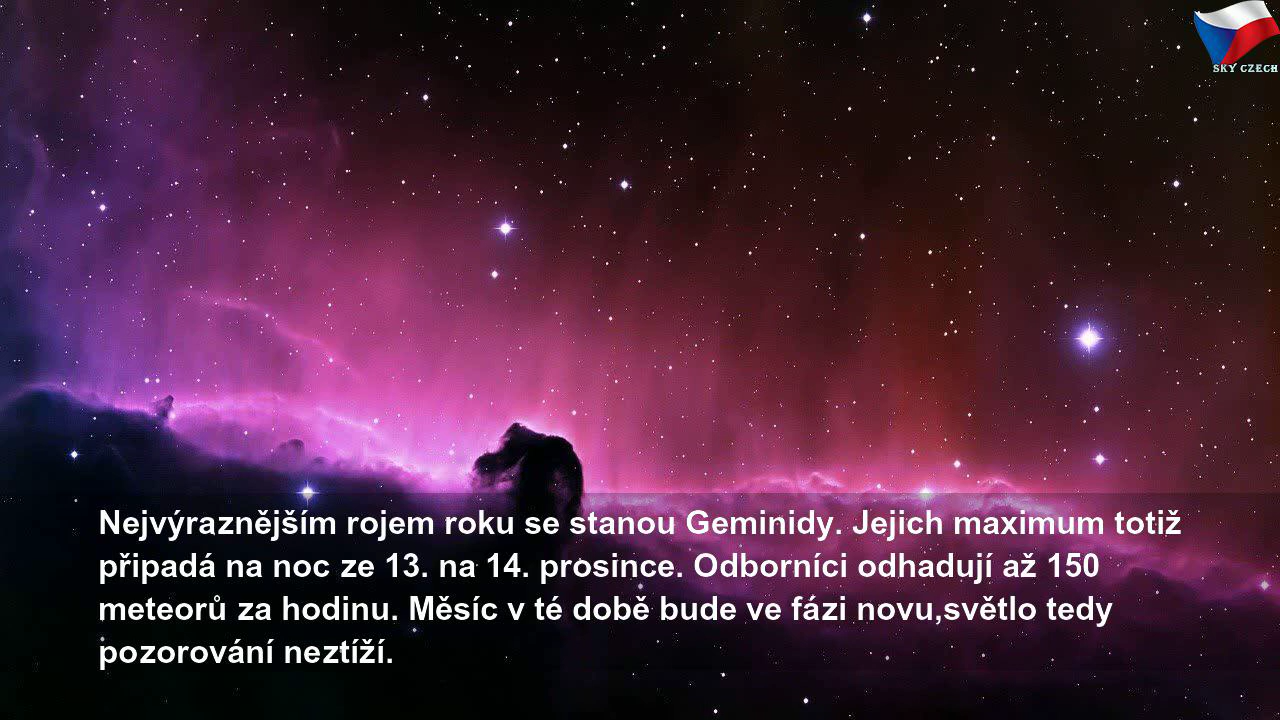 SKY CZECH
Nejvýraznějším rojem roku se stanou Geminidy. Jejich maximum totiž
připadá na noc ze 13. na 14. prosince. Odborníci odhadují až 150
meteorů za hodinu. Měsíc v té době bude ve fázi novu,světlo tedy
pozorování neztíží.